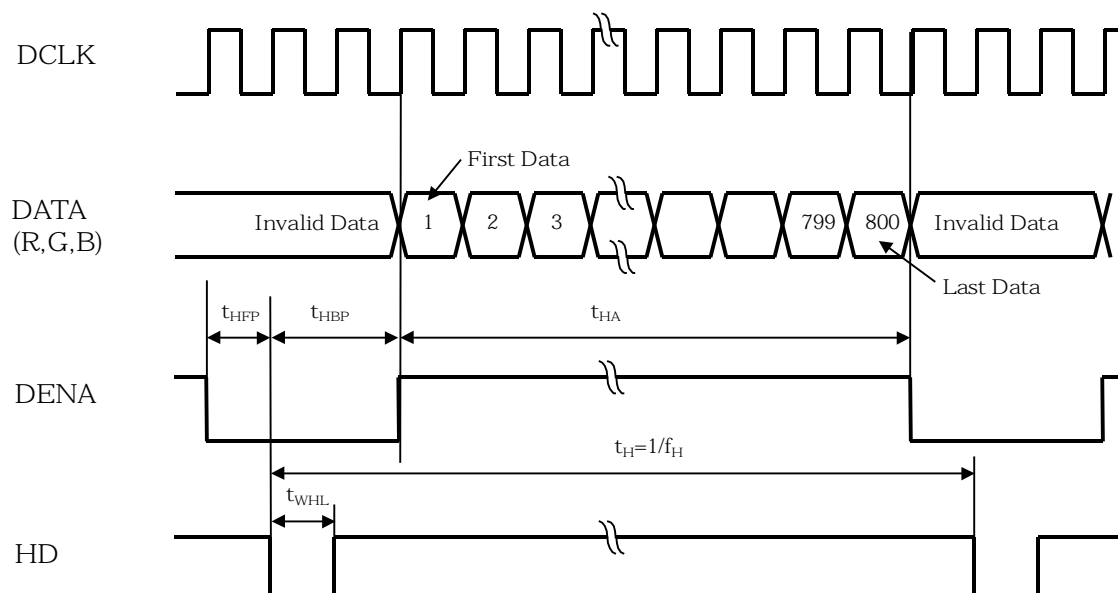 DCLK
First Data
DATA
(R,G,B)
Invalid Data
1
2
3
799
800
Invalid Data
Last Data
tHFP
tHBP
tHA
DENA
tH=1/fH
tWHL
HD